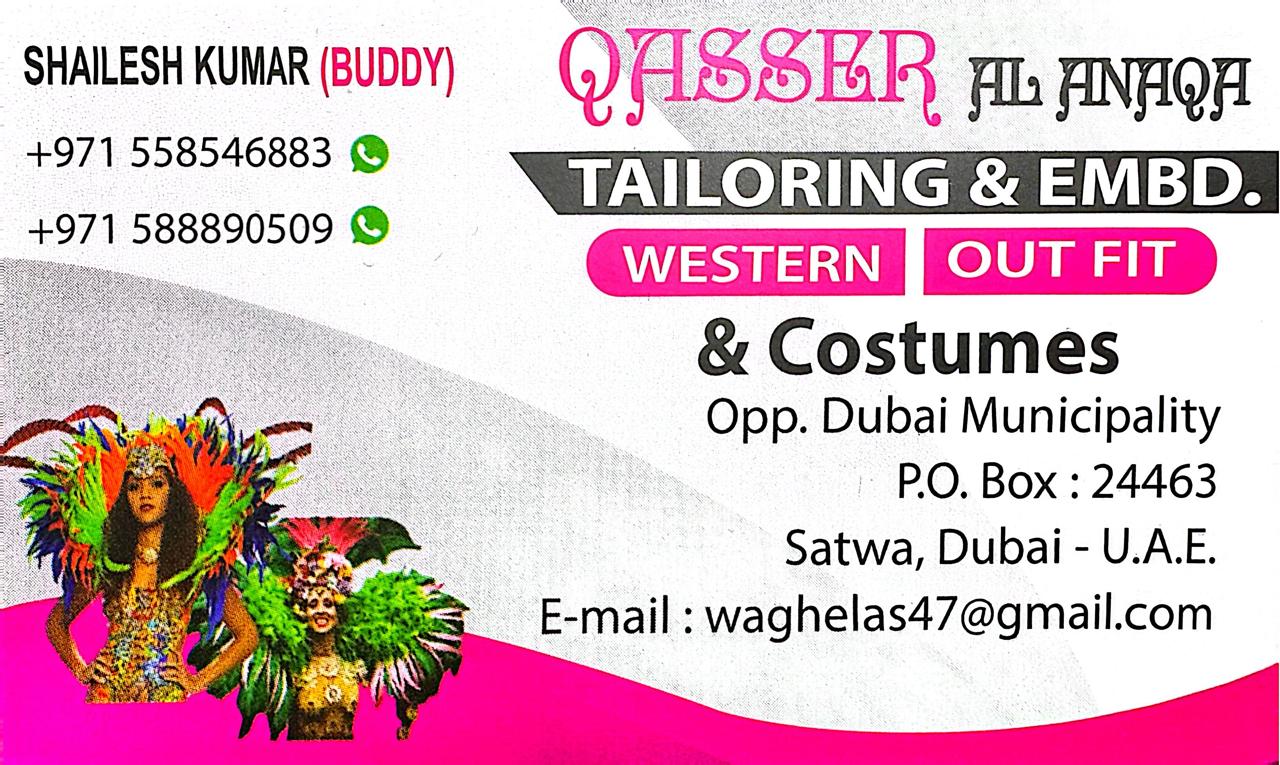 SHAILESH KUMAR (BUDDY)
+971 558546883
+971 588890509
QASSER AL ANAQA
TAILORING & EMBD.
WESTERN OUT FIT
& Costumes
Opp. Dubai Municipality
P.O. Box : 24463
Satwa, Dubai - U.A.E.
E-mail : waghelas47@gmail.com